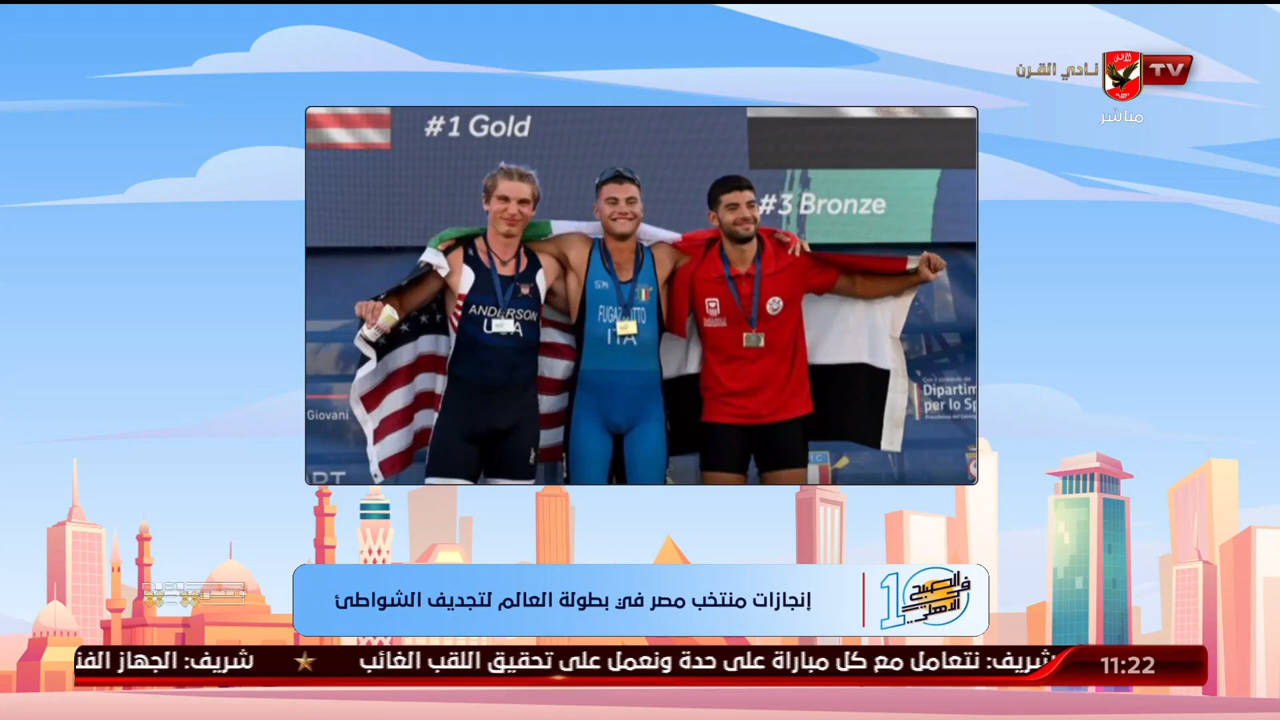 نادي القرن
TV
مباشر
#1 Gold
#3 Bronze
ANDERSON
USA
ITA
Giovani
Dipartim
per lo Sp
إنجازات منتخب مصر في بطولة العالم لتجديف الشواطئ
10 الصبح
في الأهلي
شريف: نتعامل مع كل مباراة على حدة ونعمل على تحقيق اللقب الغائب
شريف: الجهاز الفن
11:22